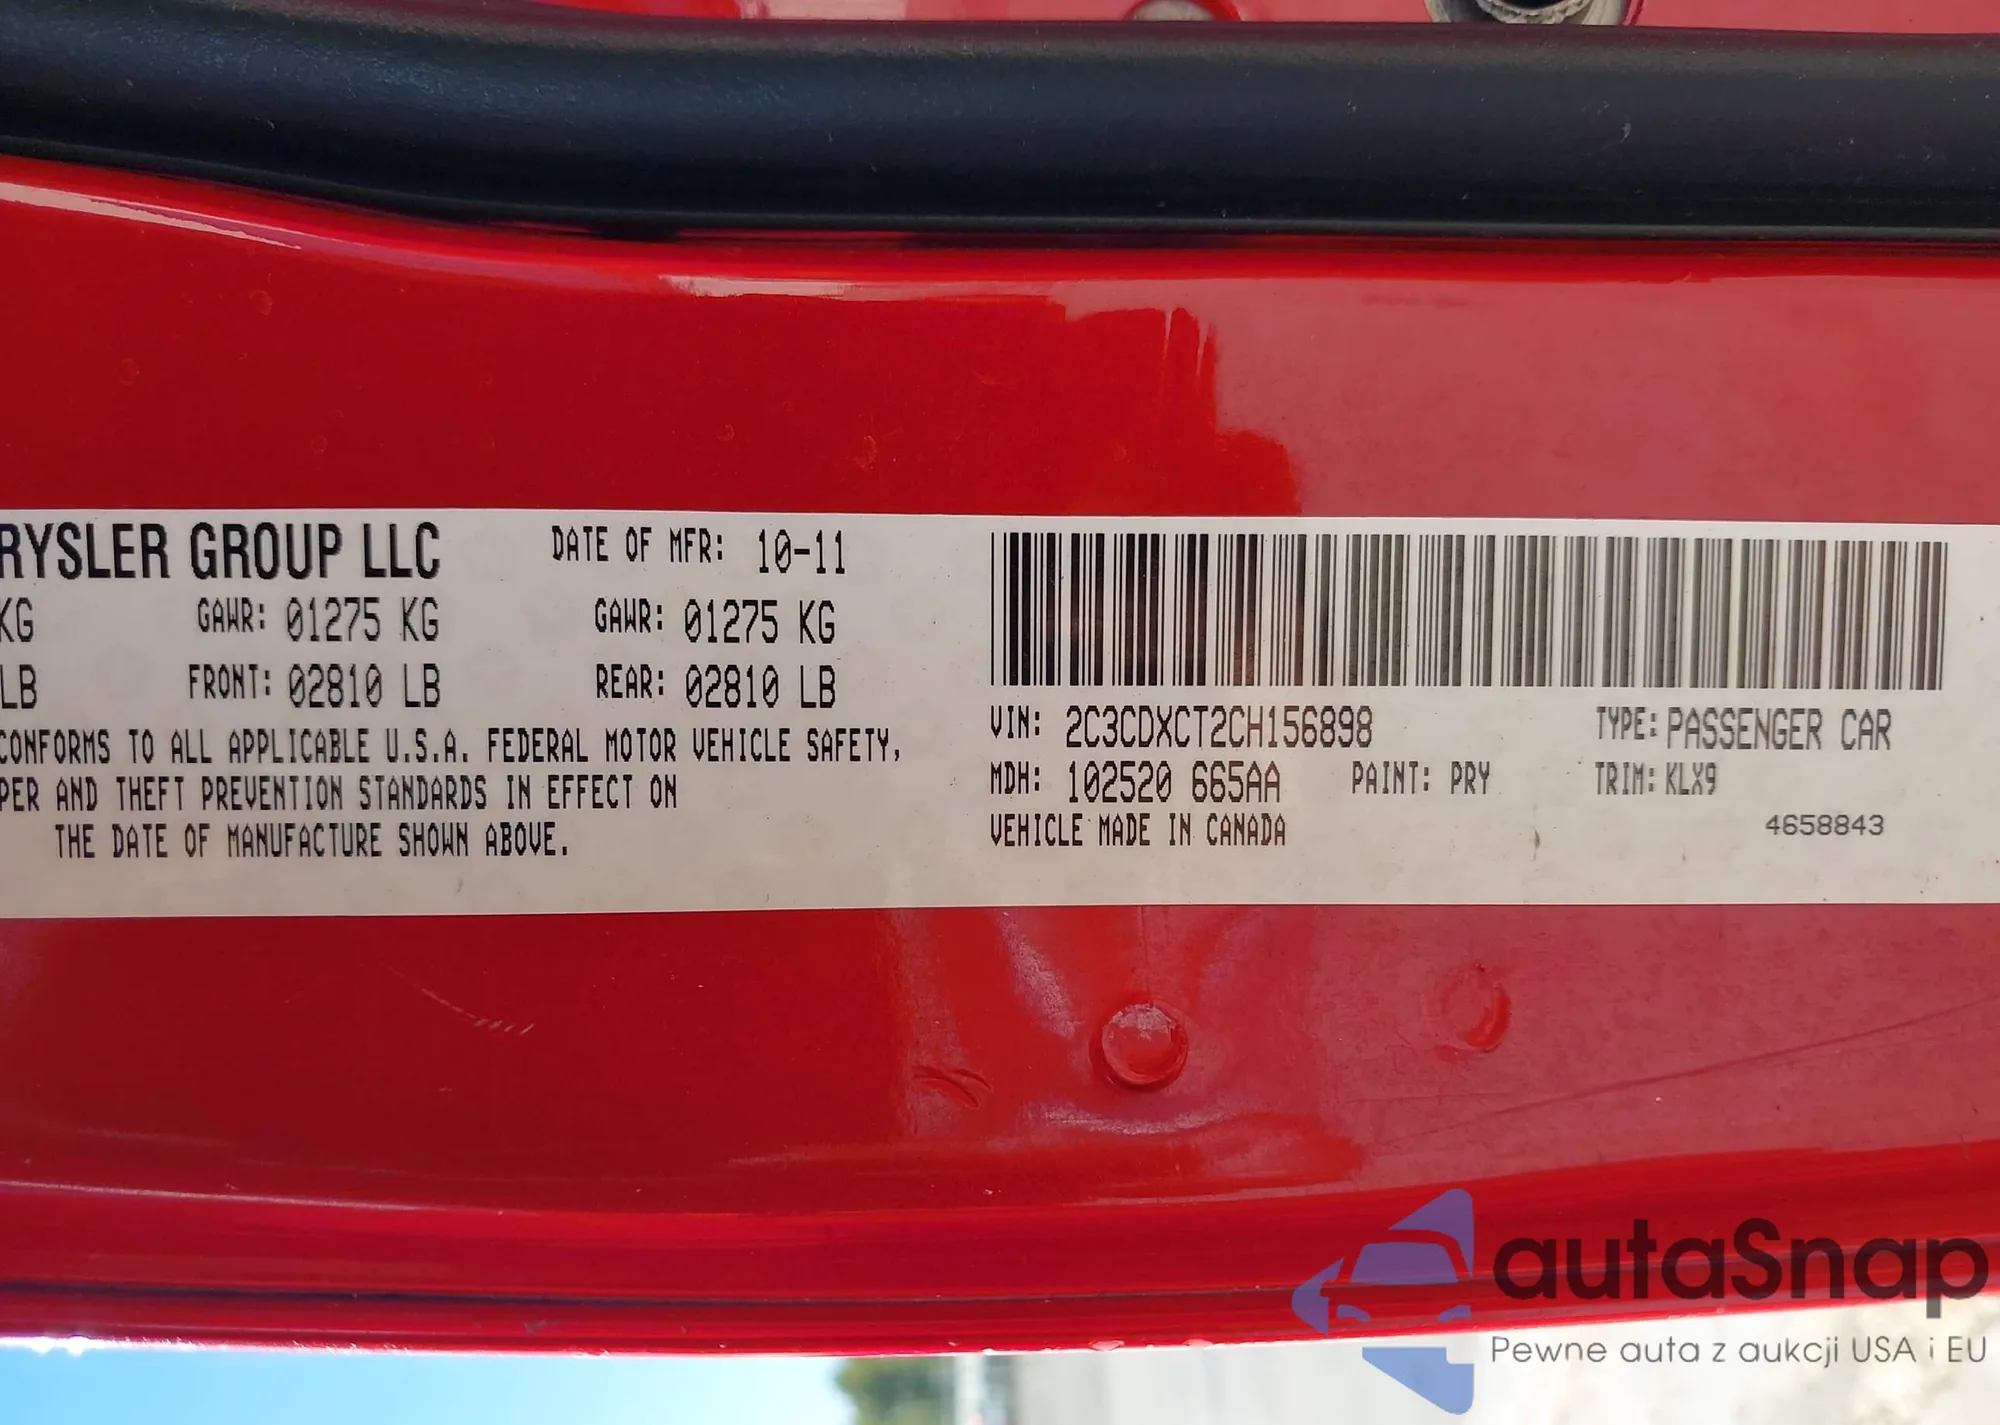 RYSLER GROUP LLC DATE OF MFR: 10-11
KG GAWR: 01275 KG GAWR: 01275 KG
LB FRONT: 02810 LB REAR: 02810 LB
CONFORMS TO ALL APPLICABLE U.S.A. FEDERAL MOTOR VEHICLE SAFETY,
PER AND THEFT PREVENTION STANDARDS IN EFFECT ON
THE DATE OF MANUFACTURE SHOWN ABOVE.
VIN: 2C3CDXCT2CH156898 TYPE: PASSENGER CAR
MDH: 102520 665AA PAINT: PRY TRIM: KLX9
VEHICLE MADE IN CANADA 4658843
autaSnap
Pewne auta z aukcji USA i EU